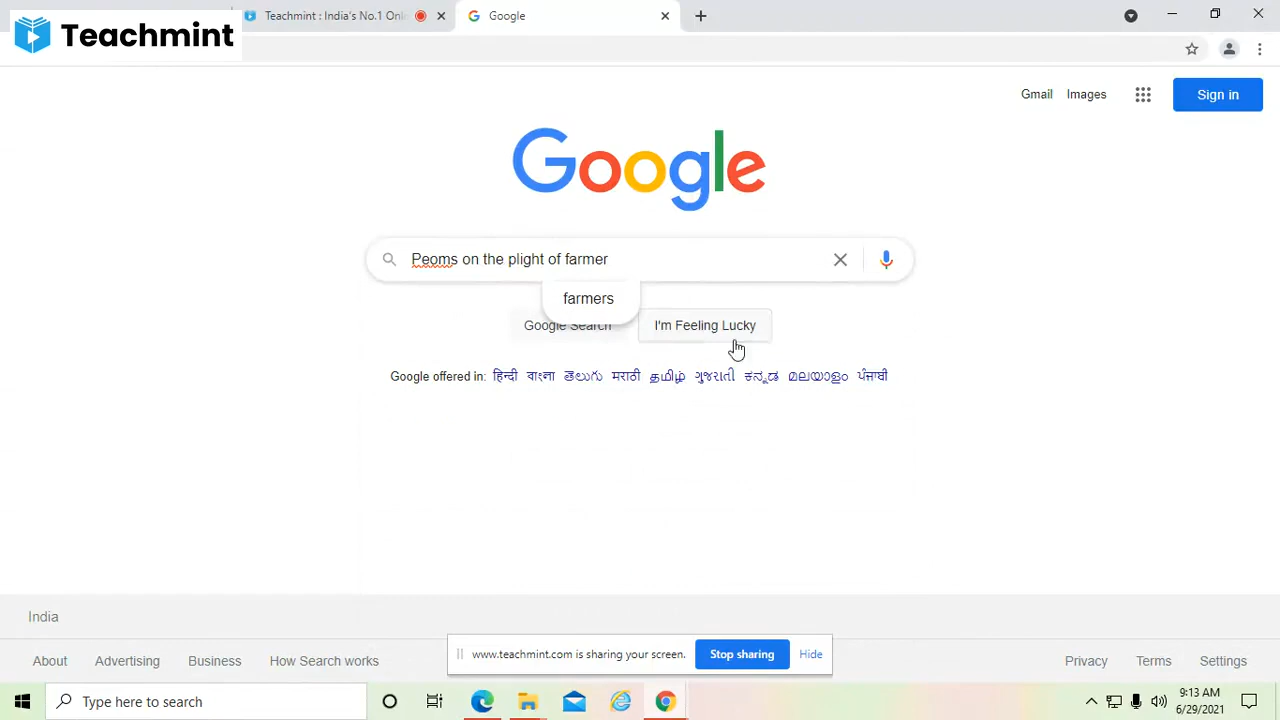 Teachmint : India's No.1 Onli
Google
Teachmint
Gmail Images Sign in
Google
Peoms on the plight of farmer
farmers
Google Search I'm Feeling Lucky
Google offered in: हिन्दी বাংলা తెలుగు मराठी தமிழ் ગુજરાતી ಕನ್ನಡ മലയാളം ਪੰਜਾਬੀ
India
www.teachmint.com is sharing your screen. Stop sharing Hide
About Advertising Business How Search works Privacy Terms Settings
Type here to search
9:13 AM
6/29/2021